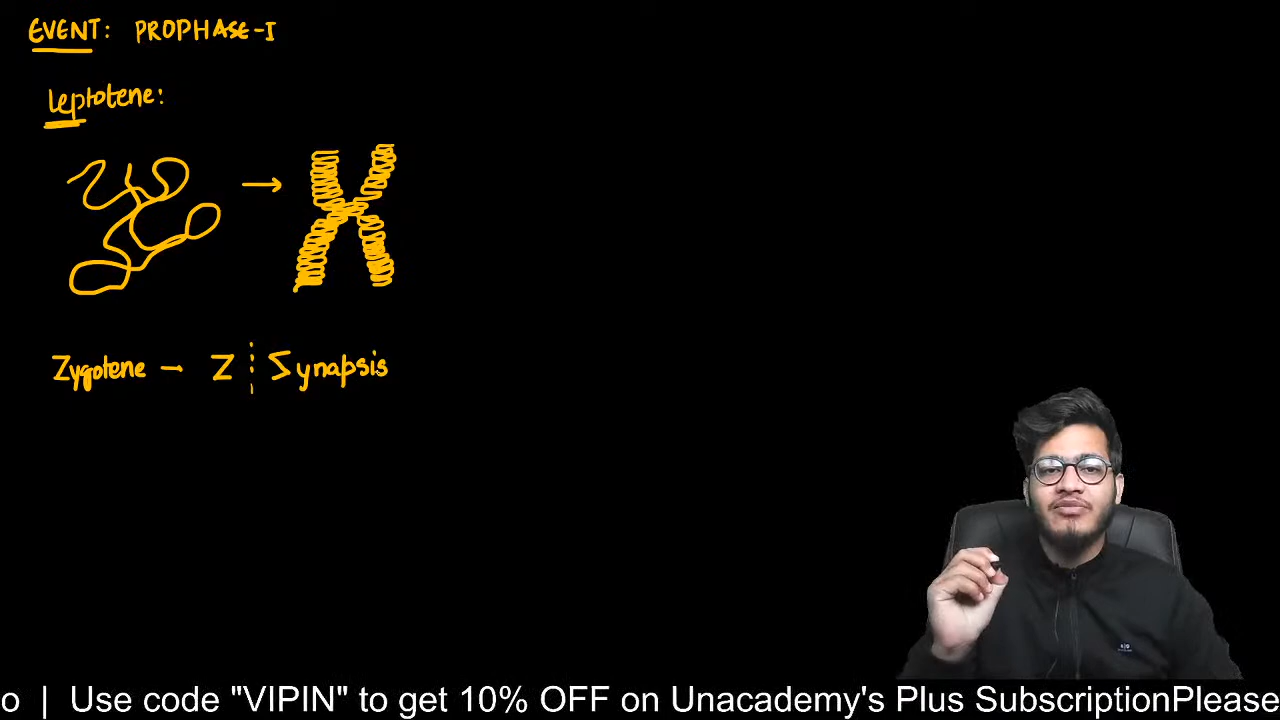 EVENT: PROPHASE-I
Leptotene:
Zygotene - Z Synapsis
o | Use code "VIPIN" to get 10% OFF on Unacademy's Plus SubscriptionPlease